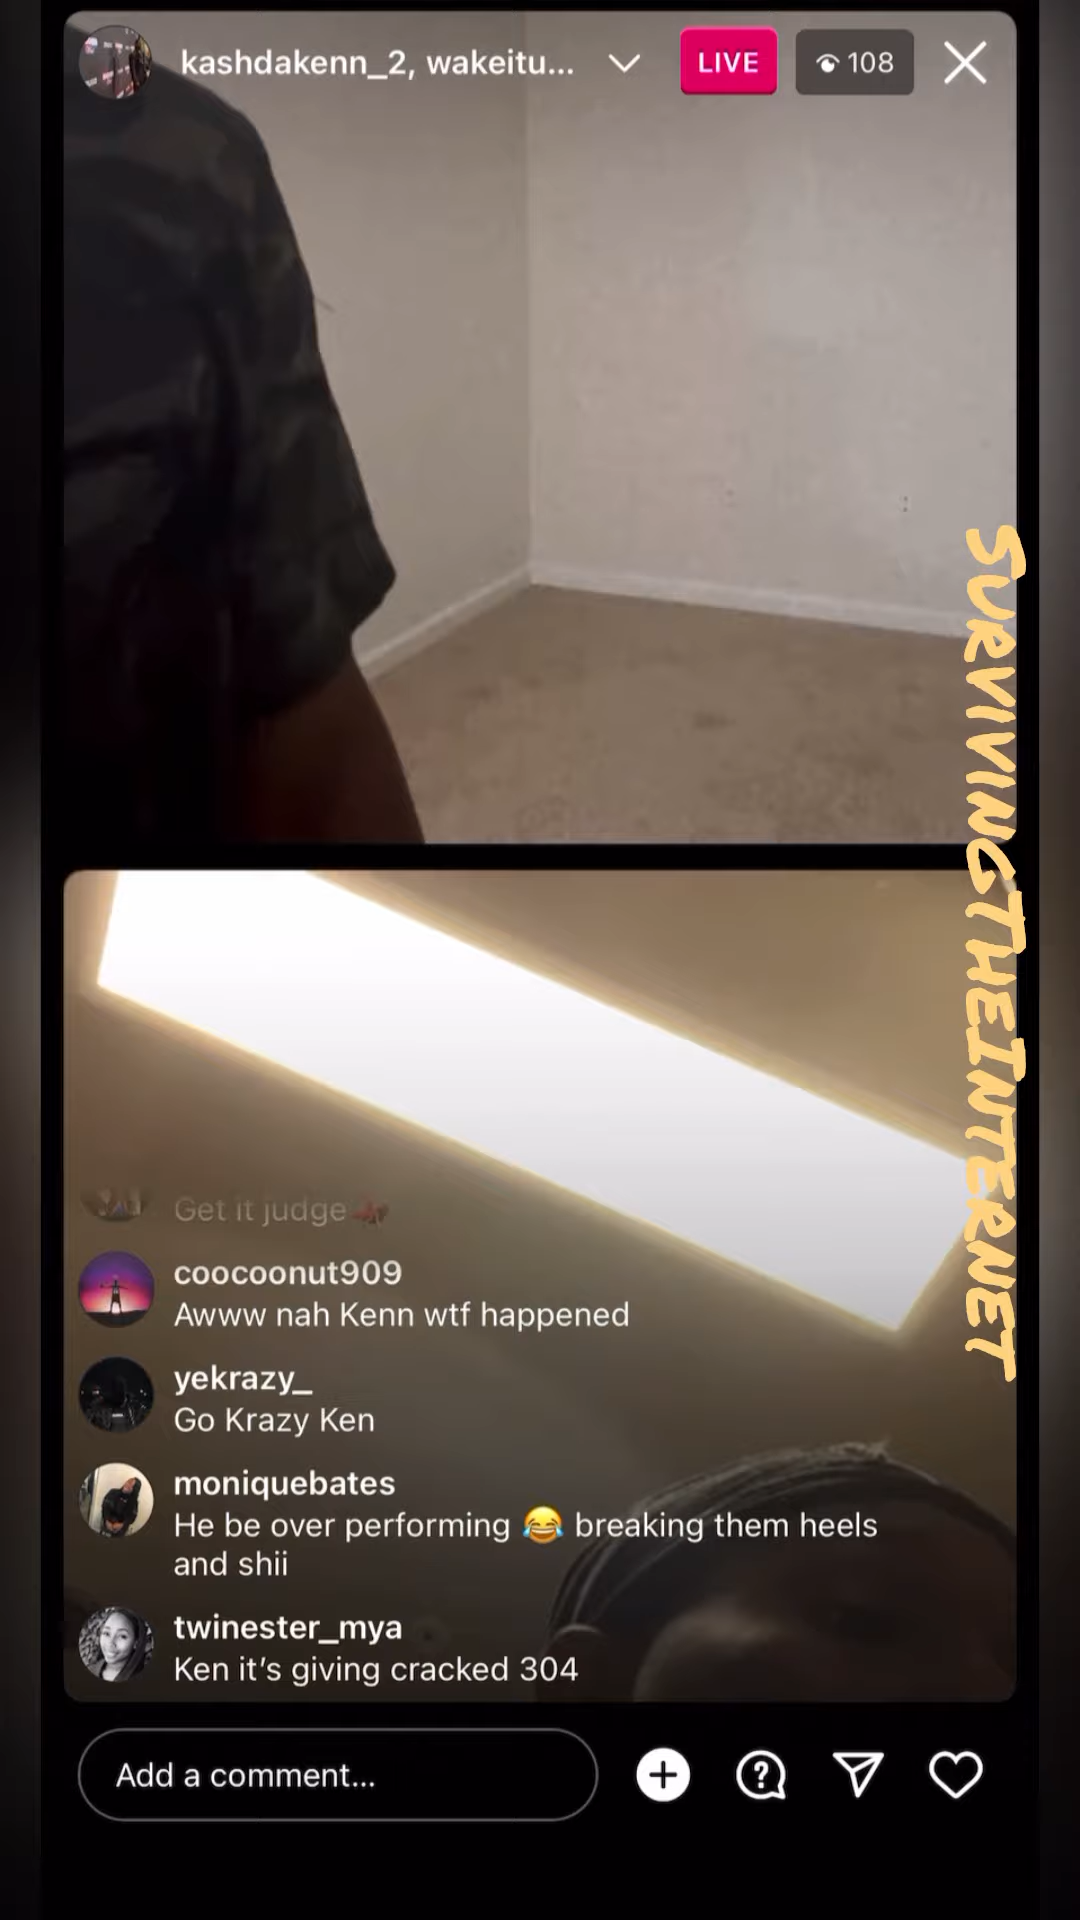 kashdakenn_2, wakeitu...
LIVE
108
Get it judge
coocoonut909
Awww nah Kenn wtf happened
yekrazy_
Go Krazy Ken
moniquebates
He be over performing 😂 breaking them heels
and shii
twinester_mya
Ken it's giving cracked 304
Add a comment...
SURVIVINGTHEINTERNET